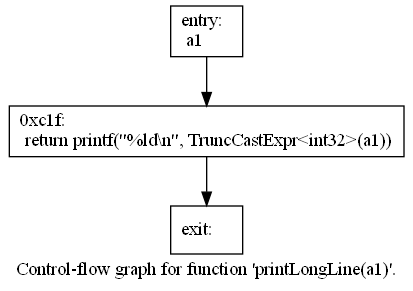 entry:
a1
0xc1f:
return printf("%ld\n", TruncCastExpr<int32>(a1))
exit:
Control-flow graph for function 'printLongLine(a1)'.